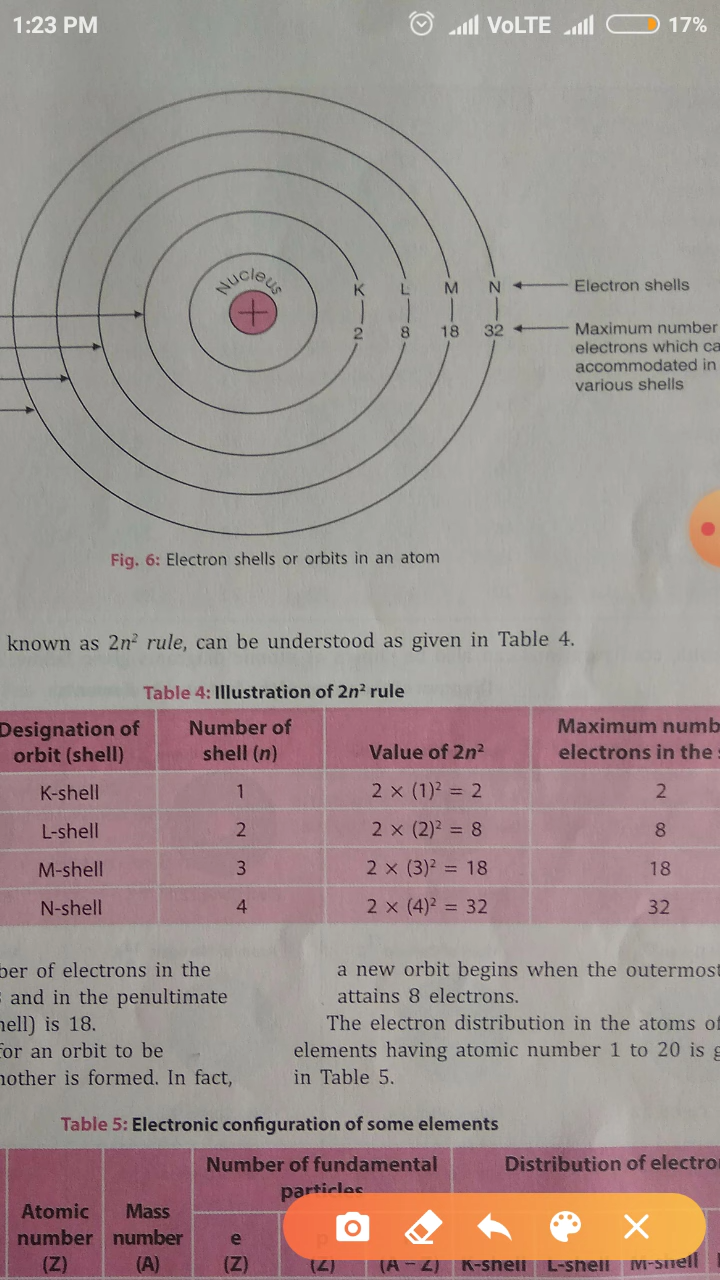 1:23 PM
VoLTE 17%
Nucleus
+
K L M N Electron shells
2 8 18 32 Maximum number
electrons which
accommodated in
various shells
Fig. 6: Electron shells or orbits in an atom
known as 2n² rule, can be understood as given in Table 4.
Table 4: Illustration of 2n² rule
Designation of orbit (shell) Number of shell (n) Value of 2n² Maximum electrons in the
K-shell 1 2 × (1)² = 2 2
L-shell 2 2 × (2)² = 8 8
M-shell 3 2 × (3)² = 18 18
N-shell 4 2 × (4)² = 32 32
of electrons in the
and in the penultimate
is 18.
for an orbit to be
is formed. In fact,
a new orbit begins when the outermost
attains 8 electrons.
The electron distribution in the atoms of
elements having atomic number 1 to 20 is
in Table 5.
Table 5: Electronic configuration of some elements
Number of fundamental particles Distribution of
Atomic number (Z) Mass number (A) e (Z) (Z) (A – Z) K-shell L-shell M-shell